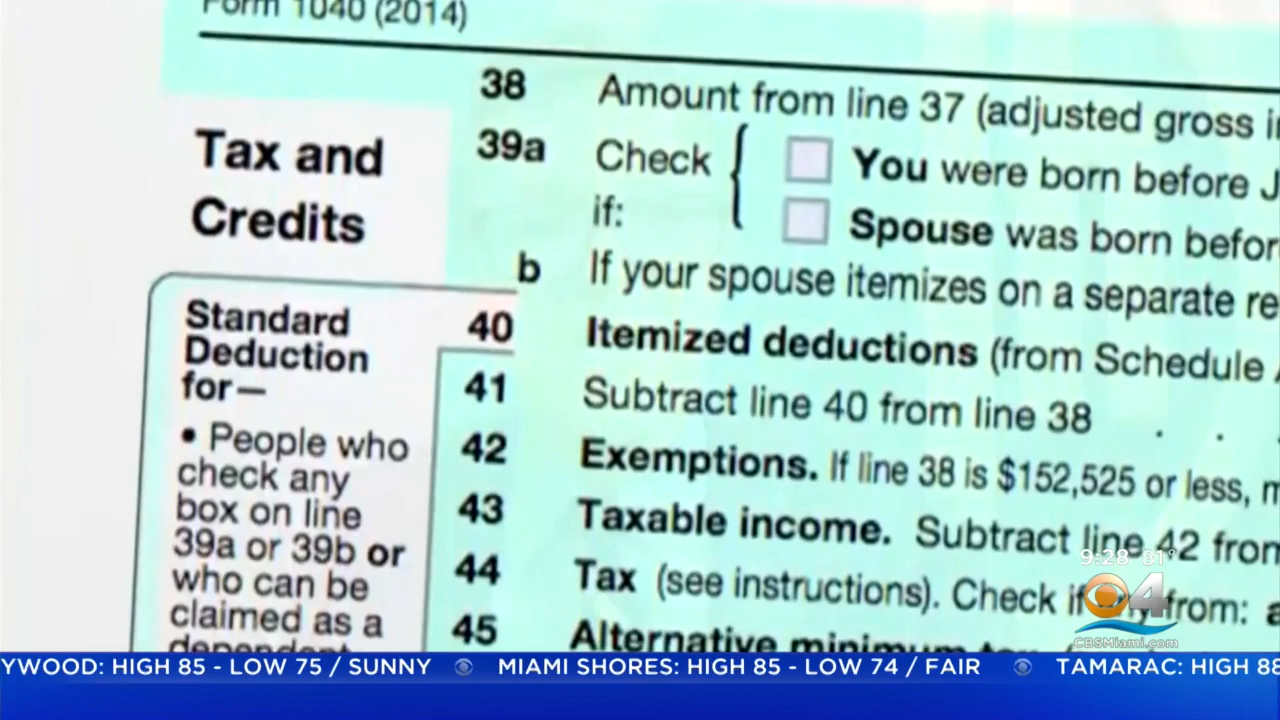 Form 1040 (2014)
Tax and
Credits
38 Amount from line 37 (adjusted gross
39a Check if: You were born before
Spouse was born
b If your spouse itemizes on a separate
40 Itemized deductions (from Schedule
41 Subtract line 40 from line 38 . .
42 Exemptions. If line 38 is $152,525 or less,
43 Taxable income. Subtract line 42
44 Tax (see instructions). Check if from:
45 Alternative minimum
Standard
Deduction
for—
• People who
check any
box on line
39a or 39b or
who can be
claimed as a
dependent
9:28 81°
4
CBSMiami.com
YWOOD: HIGH 85 - LOW 75 / SUNNY MIAMI SHORES: HIGH 85 - LOW 74 / FAIR TAMARAC: HIGH 88